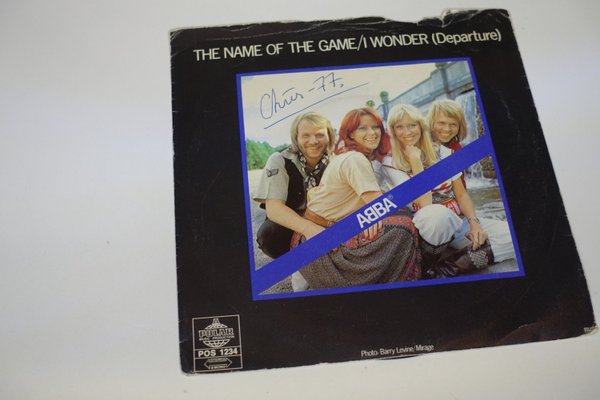 THE NAME OF THE GAME/I WONDER (Departure)
Chris -77.
ABBA
POLAR
POS 1234
Photo: Barry Levine/Mirage